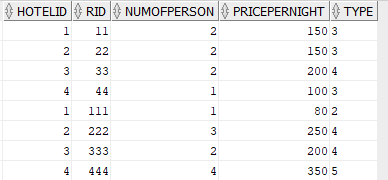 HOTELID RID NUMOFPERSON PRICEPERNIGHT TYPE
1 11 2 150 3
2 22 2 150 3
3 33 2 200 4
4 44 1 100 3
1 111 1 80 2
2 222 3 250 4
3 333 2 200 4
4 444 4 350 5